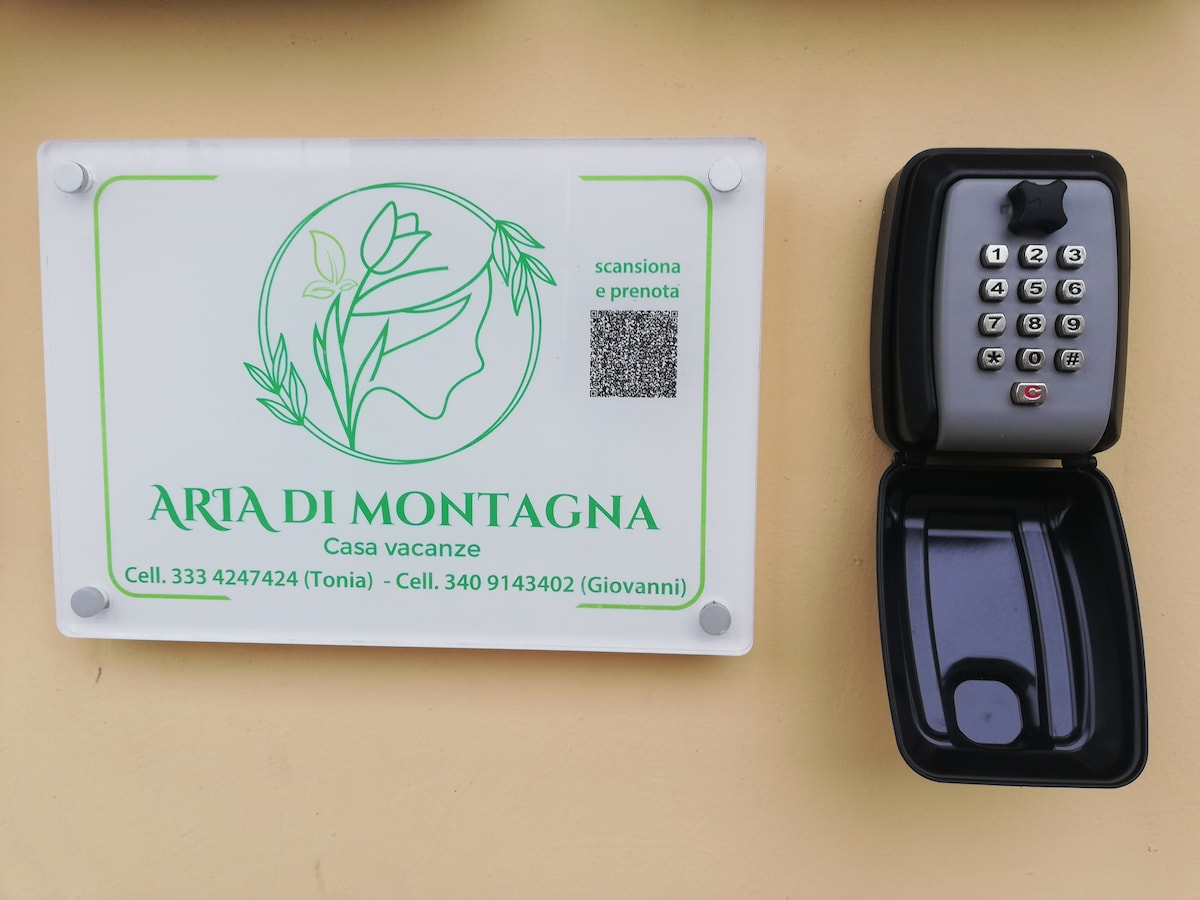 scansiona
e prenota
ARIA DI MONTAGNA
Casa vacanze
Cell. 333 4247424 (Tonia) - Cell. 340 9143402 (Giovanni)
1 2 3
4 5 6
7 8 9
* 0 #
C